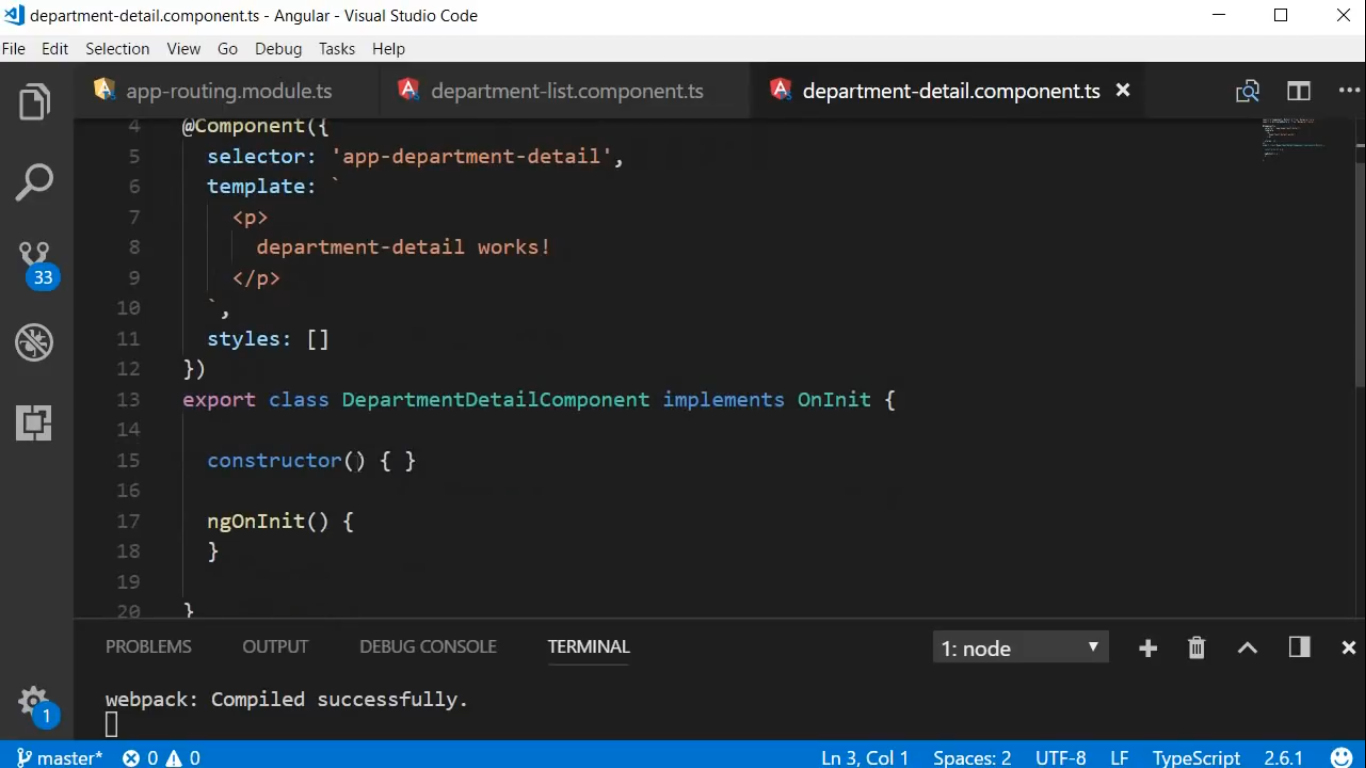 department-detail.component.ts - Angular - Visual Studio Code
File Edit Selection View Go Debug Tasks Help
app-routing.module.ts department-list.component.ts department-detail.component.ts
4 @Component({
5 selector: 'app-department-detail',
6 template: `
7 <p>
8 department-detail works!
9 </p>
10 `,
11 styles: []
12 })
13 export class DepartmentDetailComponent implements OnInit {
14
15 constructor() { }
16
17 ngOnInit() {
18 }
19
20 }
33
1
PROBLEMS OUTPUT DEBUG CONSOLE TERMINAL 1: node
webpack: Compiled successfully.
master* 0 0 Ln 3, Col 1 Spaces: 2 UTF-8 LF TypeScript 2.6.1